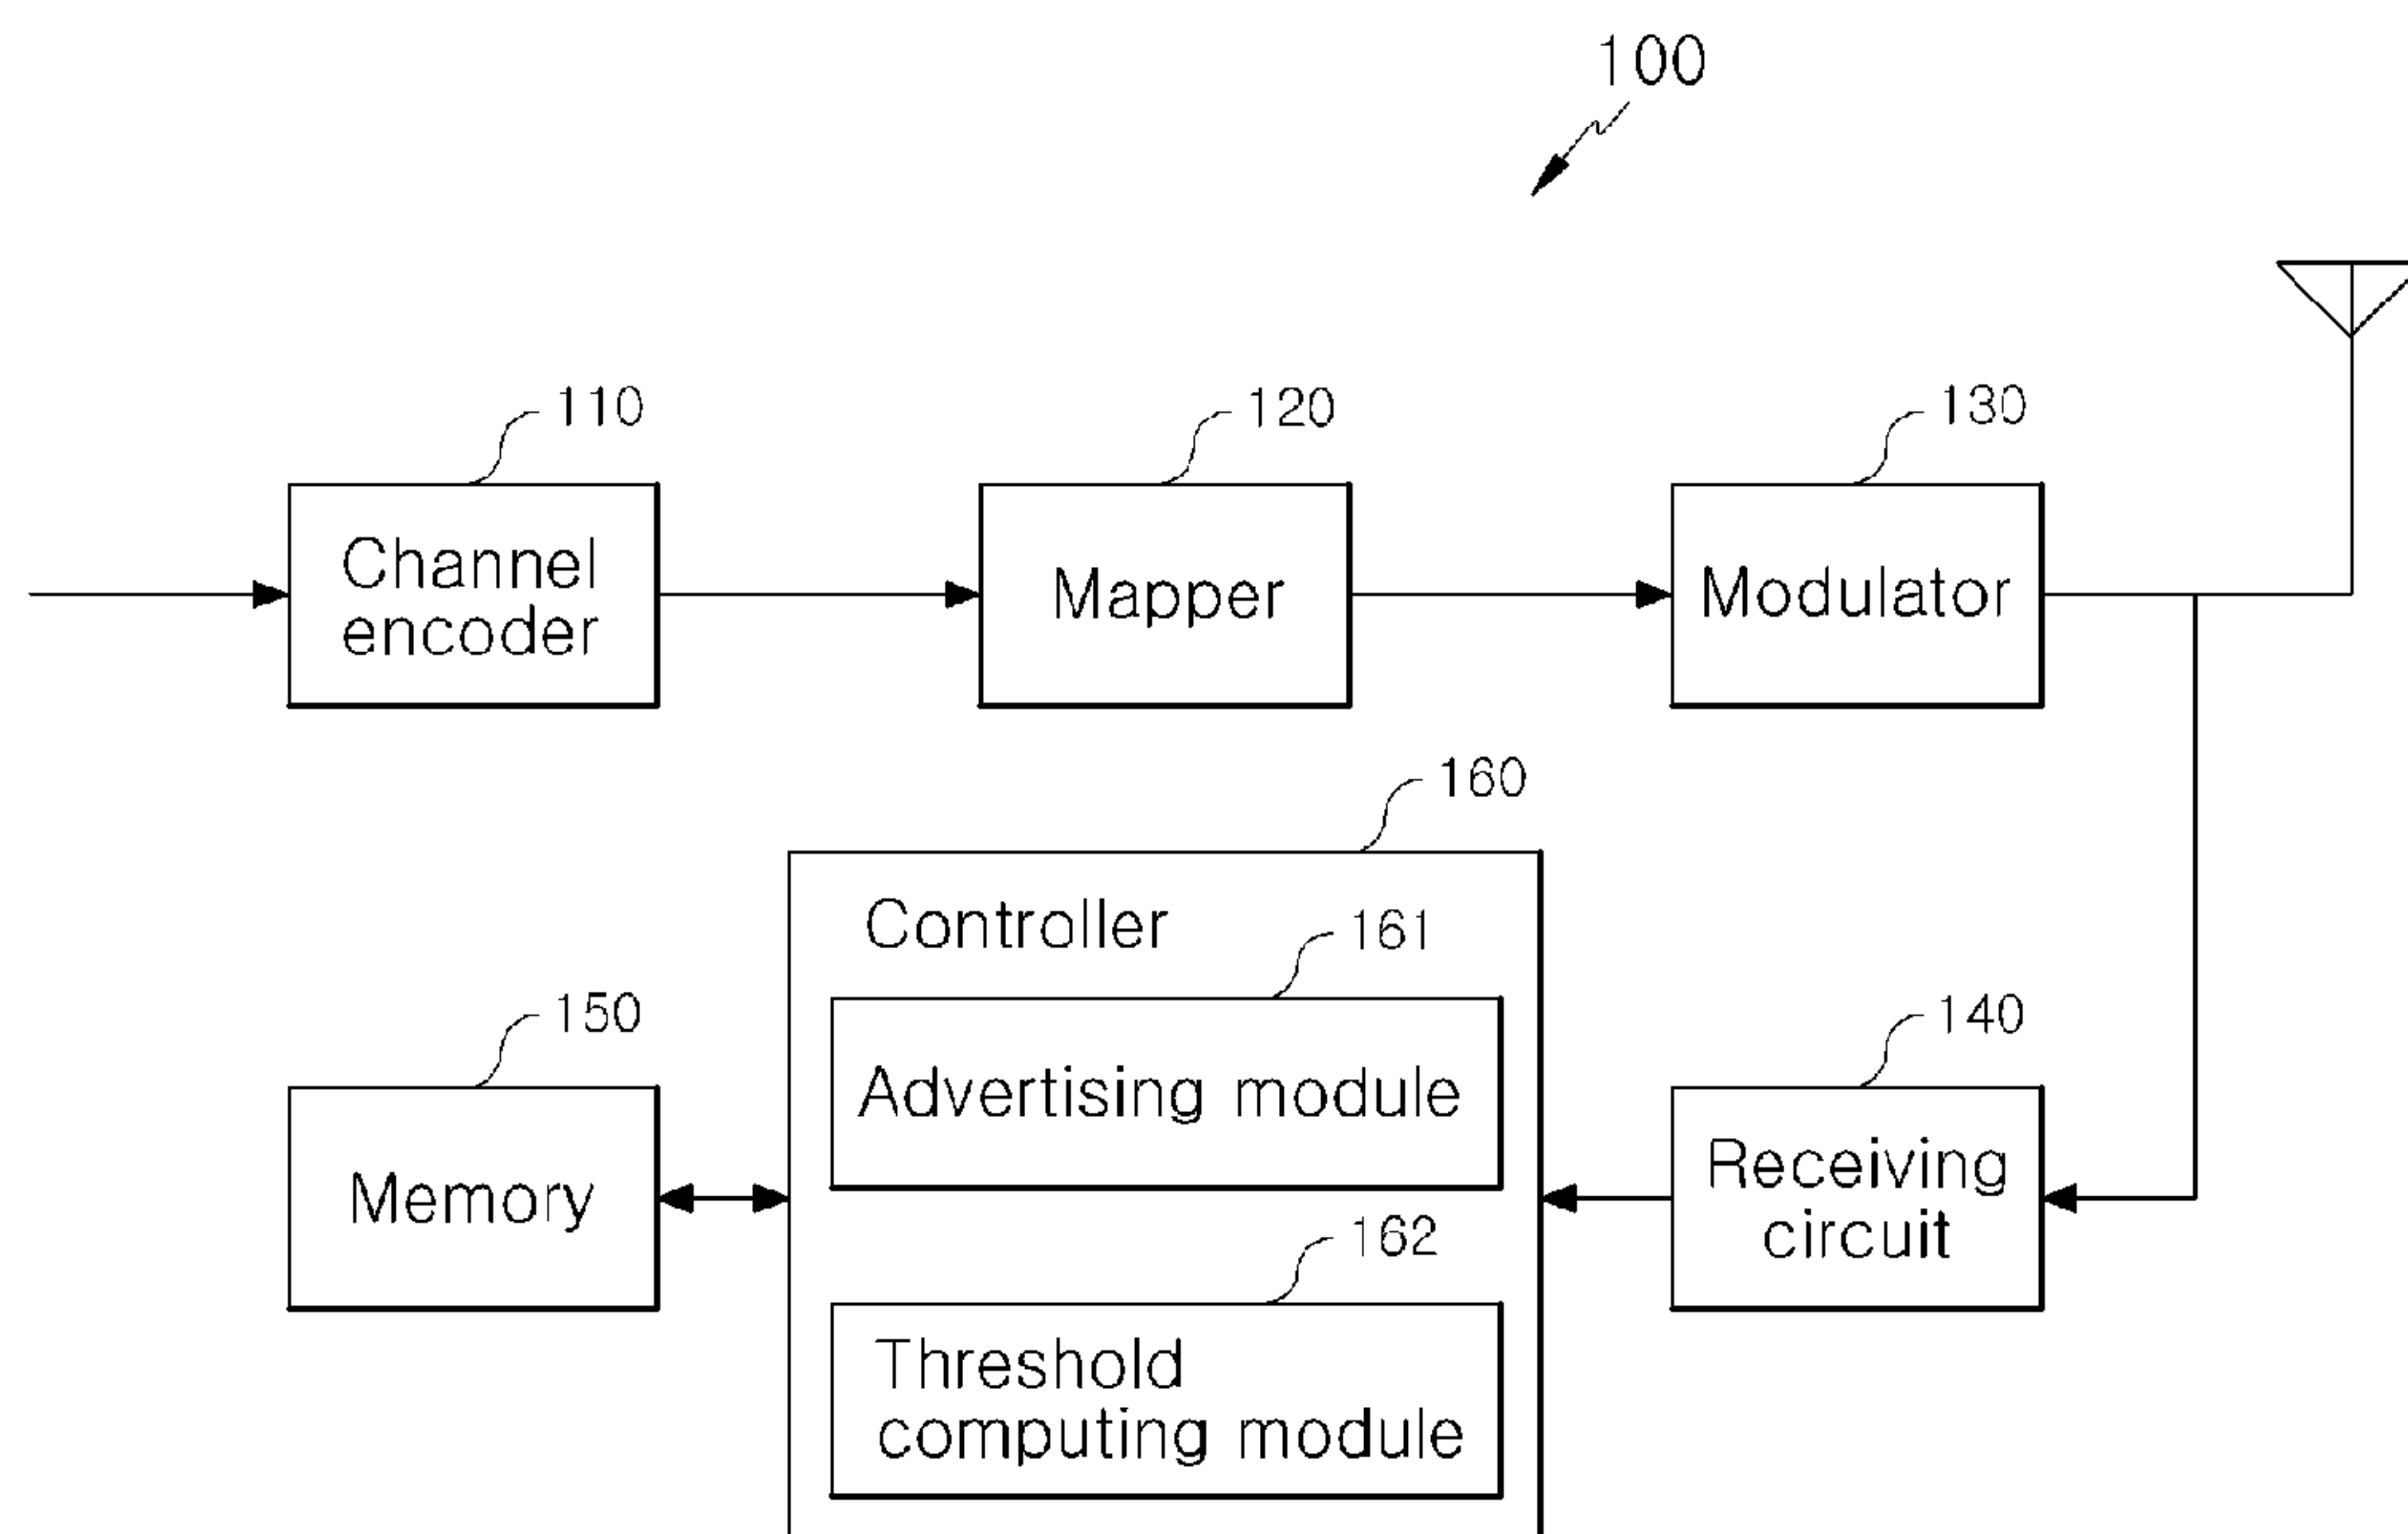 100
110
120
130
Channel
encoder
Mapper
Modulator
160
Controller
161
150
140
Advertising module
Memory
Receiving
circuit
162
Threshold
computing module